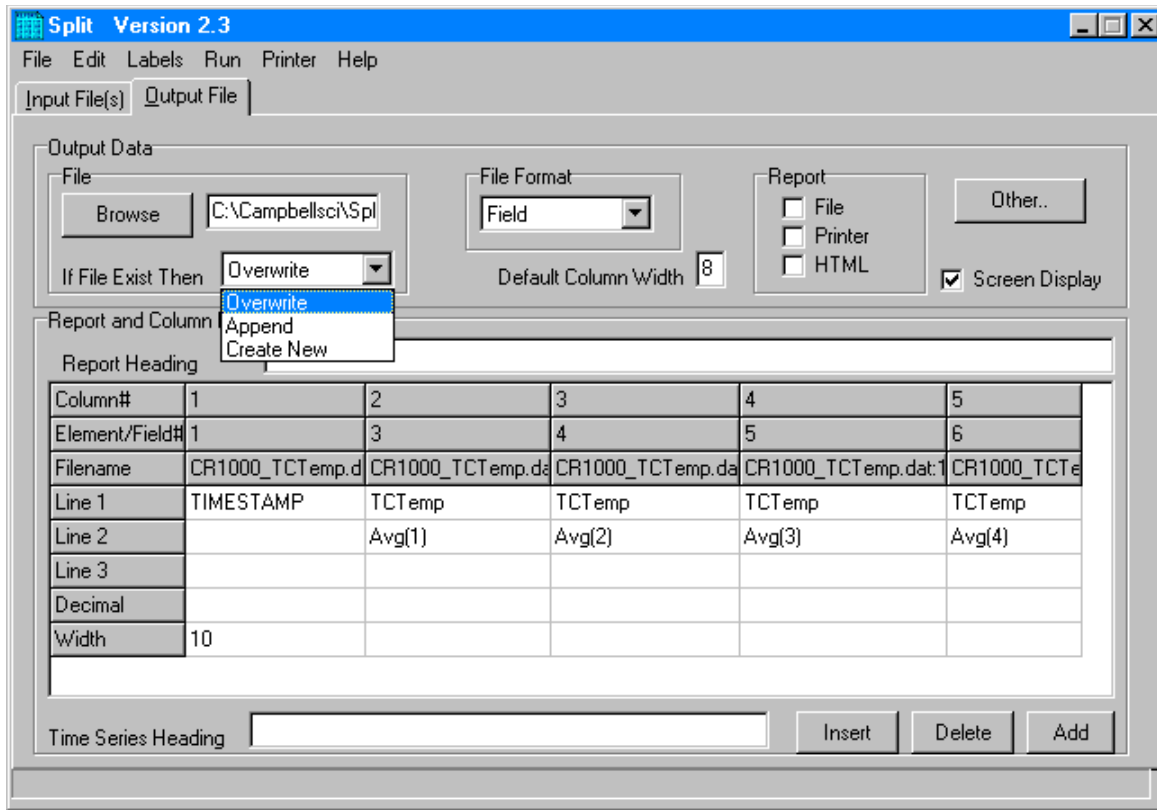 Split Version 2.3
File Edit Labels Run Printer Help
Input File(s) Output File
Output Data
File
Browse C:\Campbellsci\Spl
If File Exist Then Overwrite
Overwrite
Append
Create New
File Format
Field
Default Column Width 8
Report
File
Printer
HTML
Other..
Screen Display
Report and Column
Report Heading
Column# 1 2 3 4 5
Element/Field# 1 3 4 5 6
Filename CR1000_TCTemp.d CR1000_TCTemp.da CR1000_TCTemp.da CR1000_TCTemp.dat:1 CR1000_TCTe
Line 1 TIMESTAMP TCTemp TCTemp TCTemp TCTemp
Line 2 Avg(1) Avg(2) Avg(3) Avg(4)
Line 3
Decimal
Width 10
Time Series Heading Insert Delete Add